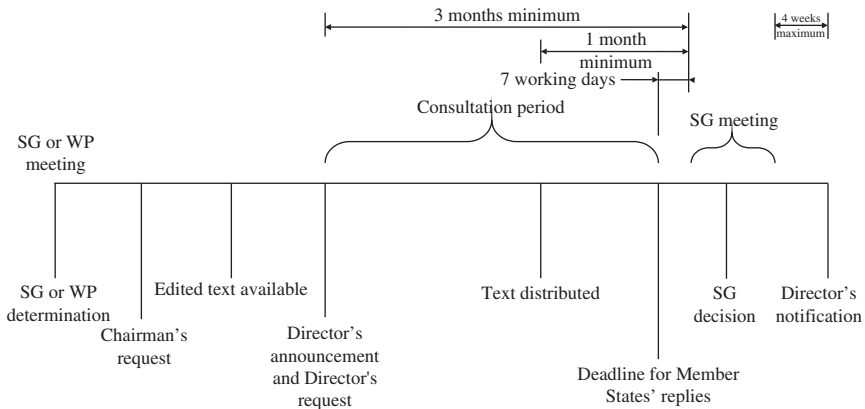 3 months minimum
4 weeks
maximum
1 month
minimum
7 working days
Consultation period
SG meeting
SG or WP
meeting
SG or WP
determination
Chairman’s
request
Edited text available
Director’s
announcement
and Director's
request
Text distributed
Deadline for Member
States’ replies
SG
decision
Director’s
notification